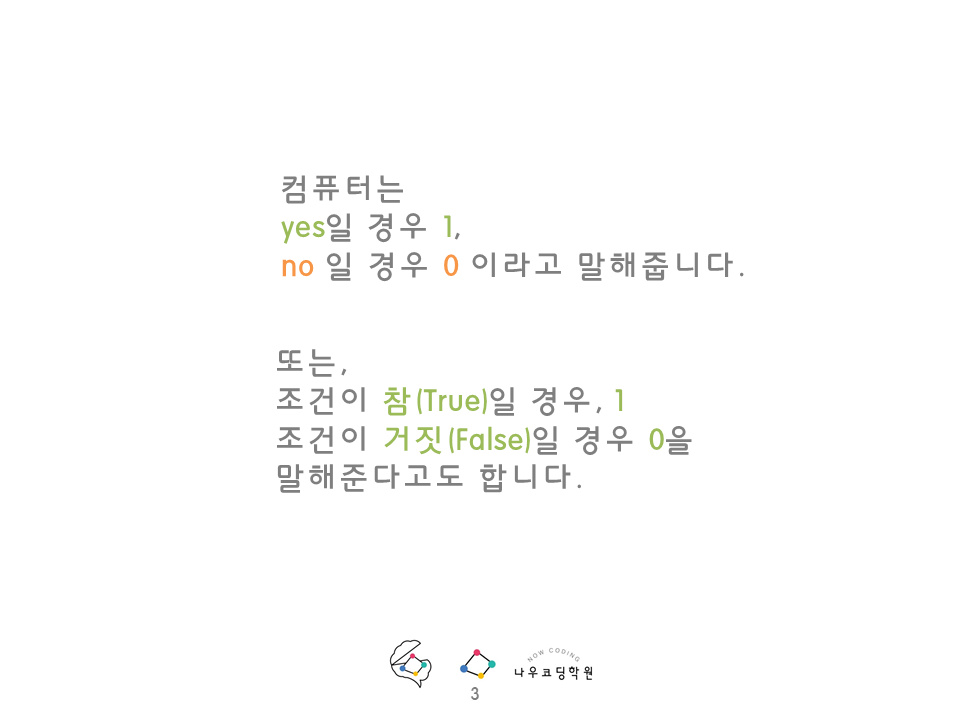 컴퓨터는
yes일 경우 1,
no 일 경우 0 이라고 말해줍니다.
또는,
조건이 참(True)일 경우, 1
조건이 거짓(False)일 경우 0을
말해준다고도 합니다.
NOW CODING
나우코딩학원
3